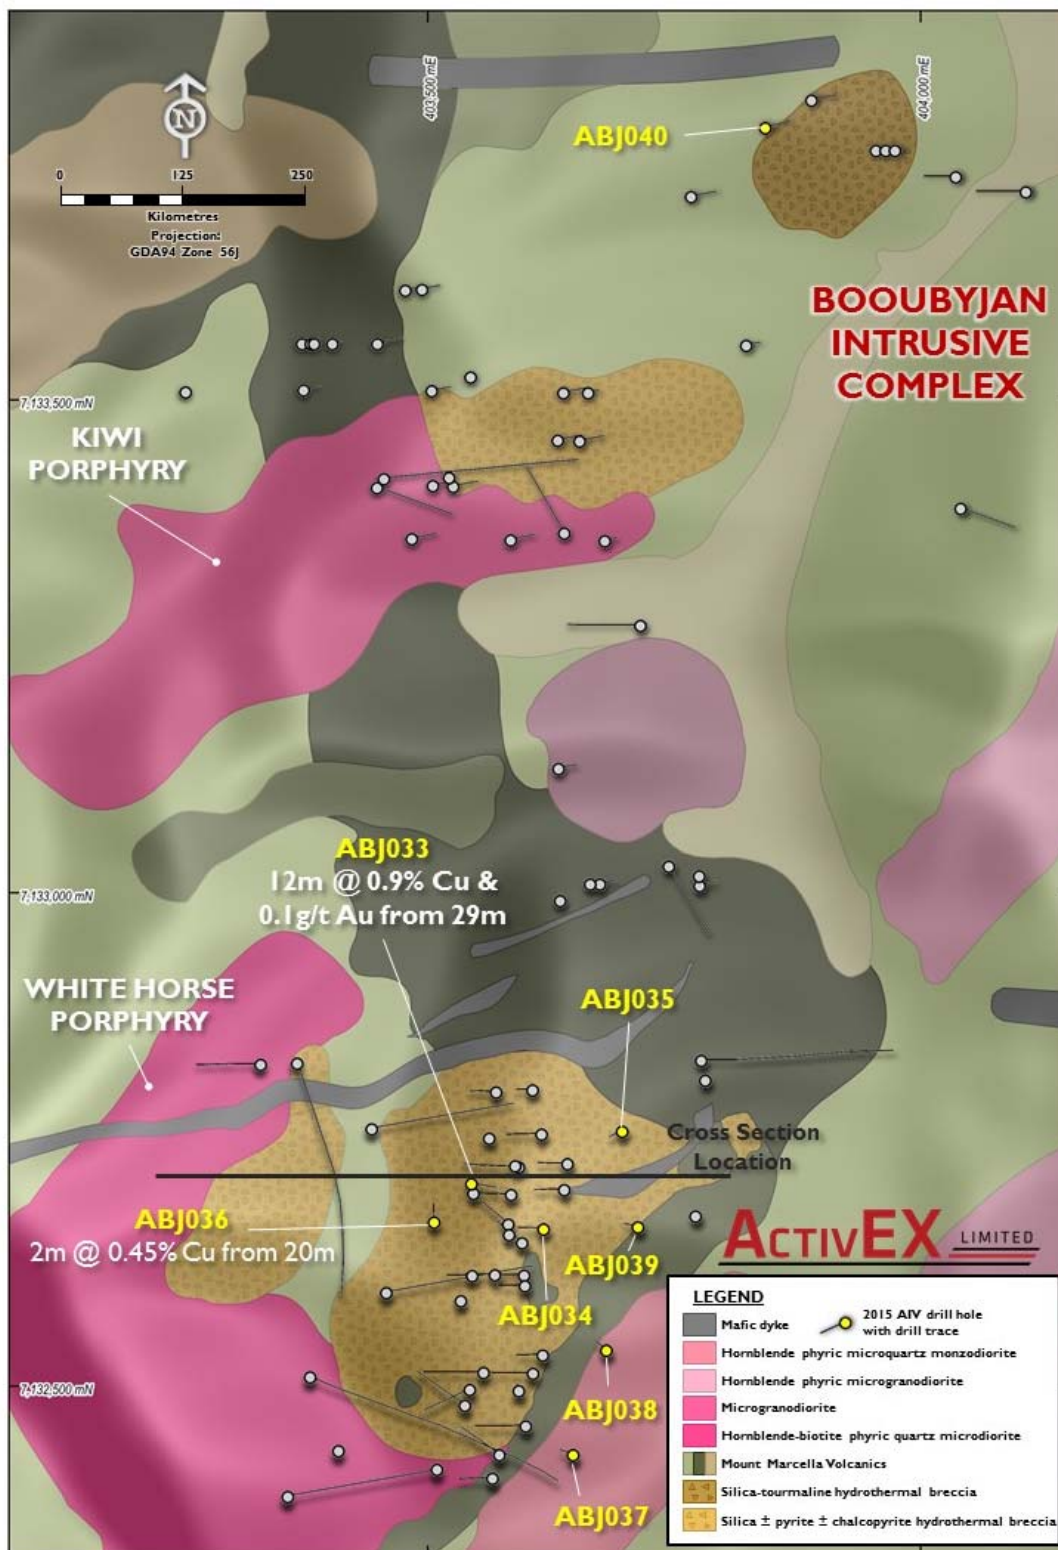 403,500 mE
404,000 mE
N
ABJ040
0 125 250
Kilometres
Projection:
GDA94 Zone 56J
BOOUBYJAN
INTRUSIVE
COMPLEX
7,133,500 mN
KIWI
PORPHYRY
ABJ033
12m @ 0.9% Cu &
0.1g/t Au from 29m
7,133,000 mN
WHITE HORSE
PORPHYRY
ABJ035
Cross Section
Location
ABJ036
2m @ 0.45% Cu from 20m
ACTIVEX LIMITED
ABJ039
ABJ034
7,132,500 mN
ABJ038
ABJ037
LEGEND
Mafic dyke
2015 AIV drill hole
with drill trace
Hornblende phyric microquartz monzodiorite
Hornblende phyric microgranodiorite
Microgranodiorite
Hornblende-biotite phyric quartz microdiorite
Mount Marcella Volcanics
Silica-tourmaline hydrothermal breccia
Silica ± pyrite ± chalcopyrite hydrothermal breccia